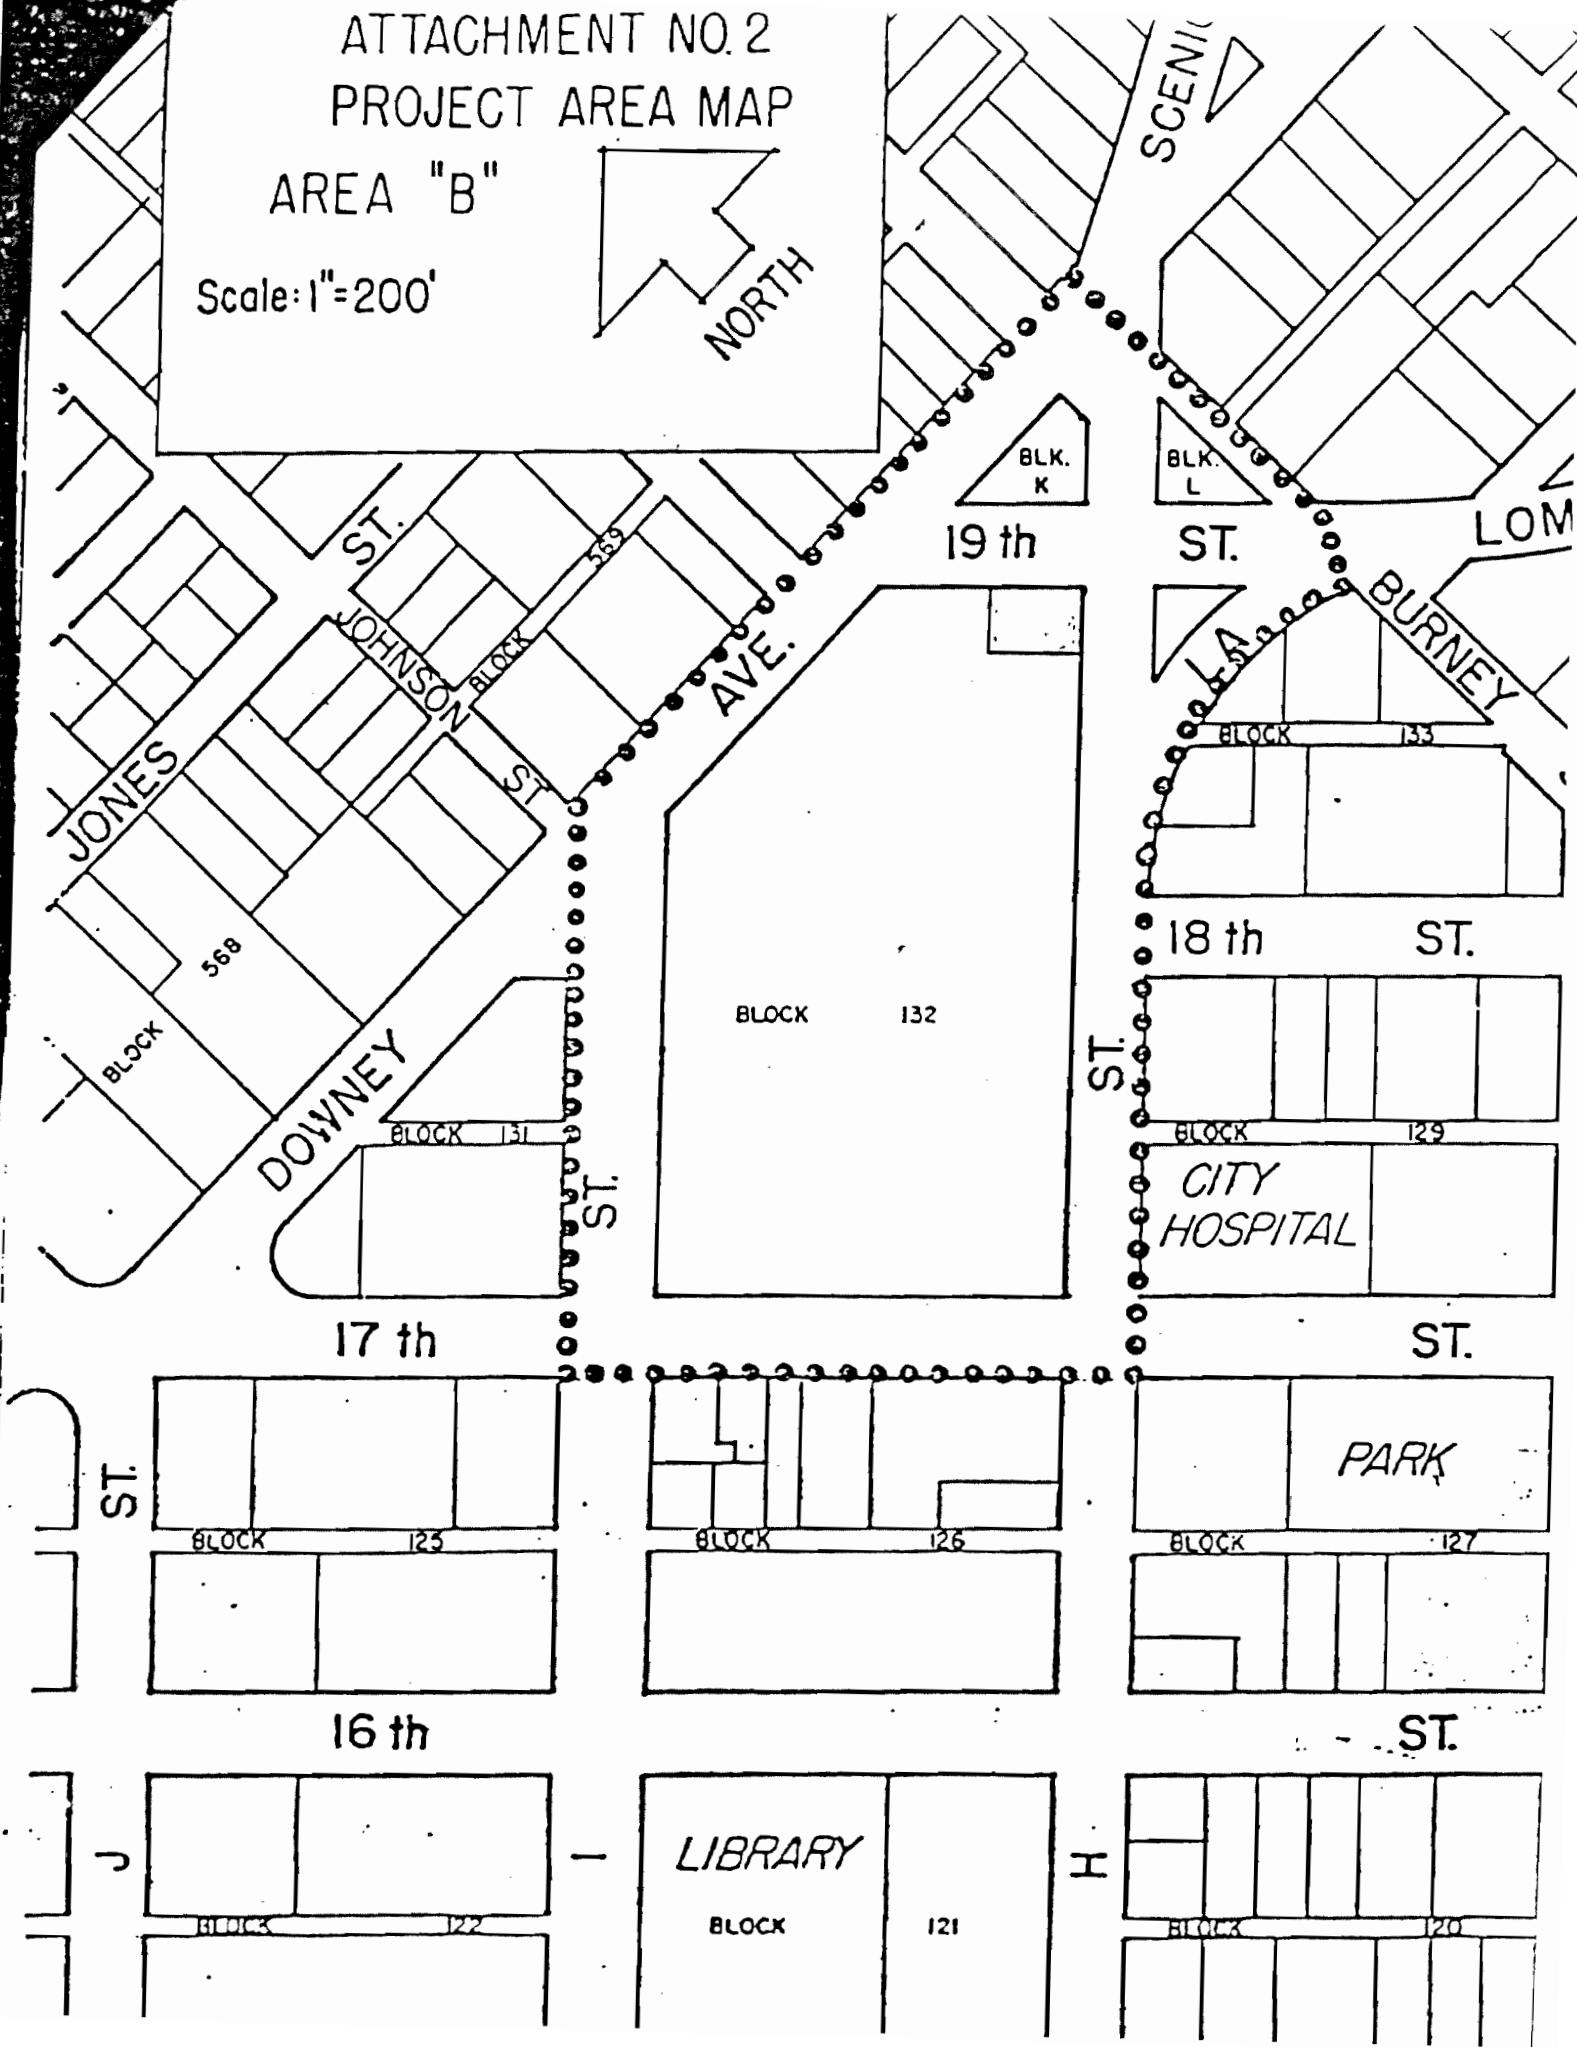 ATTACHMENT NO. 2
PROJECT AREA MAP
AREA "B"
Scale: 1"=200'
NORTH
SCENIC
BLK.
K
BLK.
L
19 th
ST.
LOM
ST.
JOHNSON
ST
BLOCK 569
AVE.
LA
BURNEY
BLOCK 133
JONES
568
BLOCK
18 th
ST.
BLOCK 132
ST.
DOWNEY
BLOCK 131
BLOCK 129
CITY
HOSPITAL
ST.
17 th
ST.
PARK
ST.
BLOCK 125
BLOCK 126
BLOCK 127
16 th
ST.
J
I
LIBRARY
H
BLOCK 122
BLOCK 121
BLOCK 120